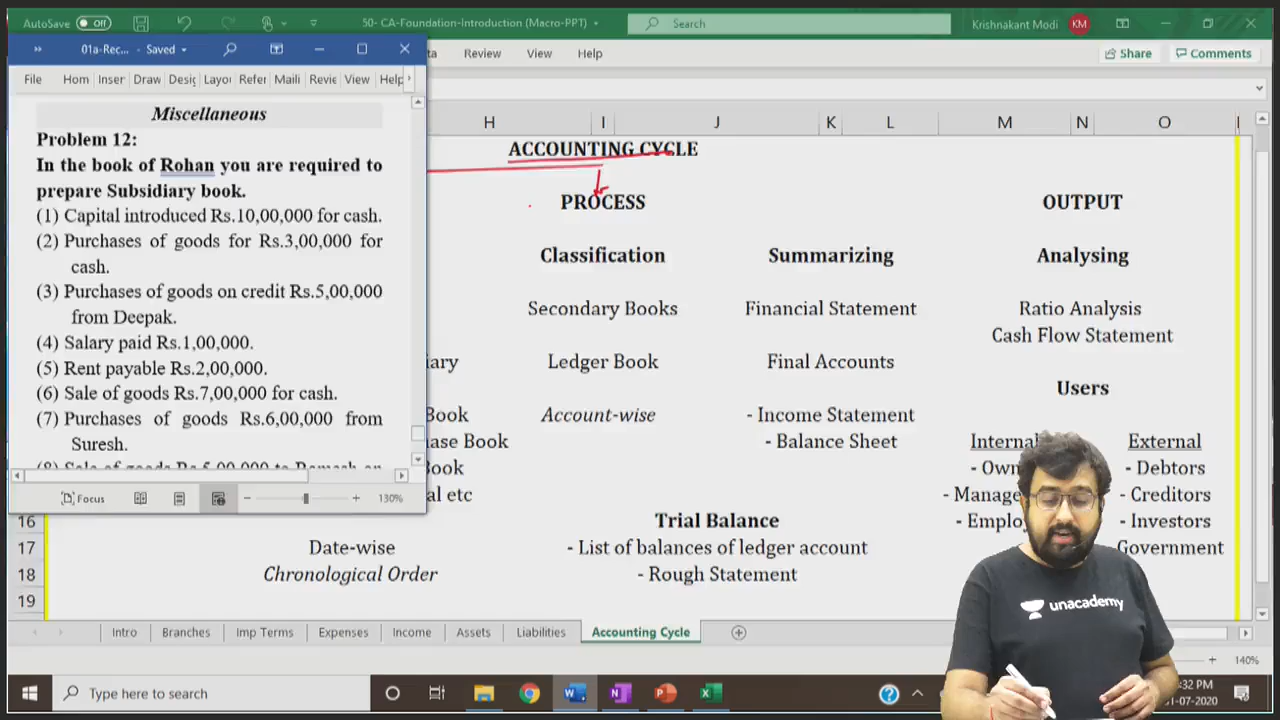 AutoSave Off
50- CA-Foundation-Introduction (Macro-PPT)
Search
Krishnakant Modi KM
01a-Rec... - Saved
Review View Help
Share Comments
File Hom Inser Draw Desig Layou Refer Maili Revie View Help
H I J K L M N O
Miscellaneous
Problem 12:
In the book of Rohan you are required to
prepare Subsidiary book.
(1) Capital introduced Rs.10,00,000 for cash.
(2) Purchases of goods for Rs.3,00,000 for
cash.
(3) Purchases of goods on credit Rs.5,00,000
from Deepak.
(4) Salary paid Rs.1,00,000.
(5) Rent payable Rs.2,00,000.
(6) Sale of goods Rs.7,00,000 for cash.
(7) Purchases of goods Rs.6,00,000 from
Suresh.
Focus
130%
ACCOUNTING CYCLE
PROCESS
OUTPUT
Classification
Summarizing
Analysing
Secondary Books
Financial Statement
Ratio Analysis
Cash Flow Statement
Ledger Book
Final Accounts
Users
Book
Account-wise
- Income Statement
- Balance Sheet
Book
Internal
External
- Own
- Debtors
- Manage
- Creditors
- Emplo
- Investors
Government
Trial Balance
- List of balances of ledger account
- Rough Statement
16
17
18
19
Date-wise
Chronological Order
unacademy
Intro Branches Imp Terms Expenses Income Assets Liabilities Accounting Cycle
140%
Type here to search
:32 PM